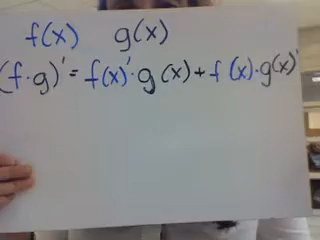 f(x) g(x)
(f·g)' = f(x)'·g(x) + f(x)·g(x)'